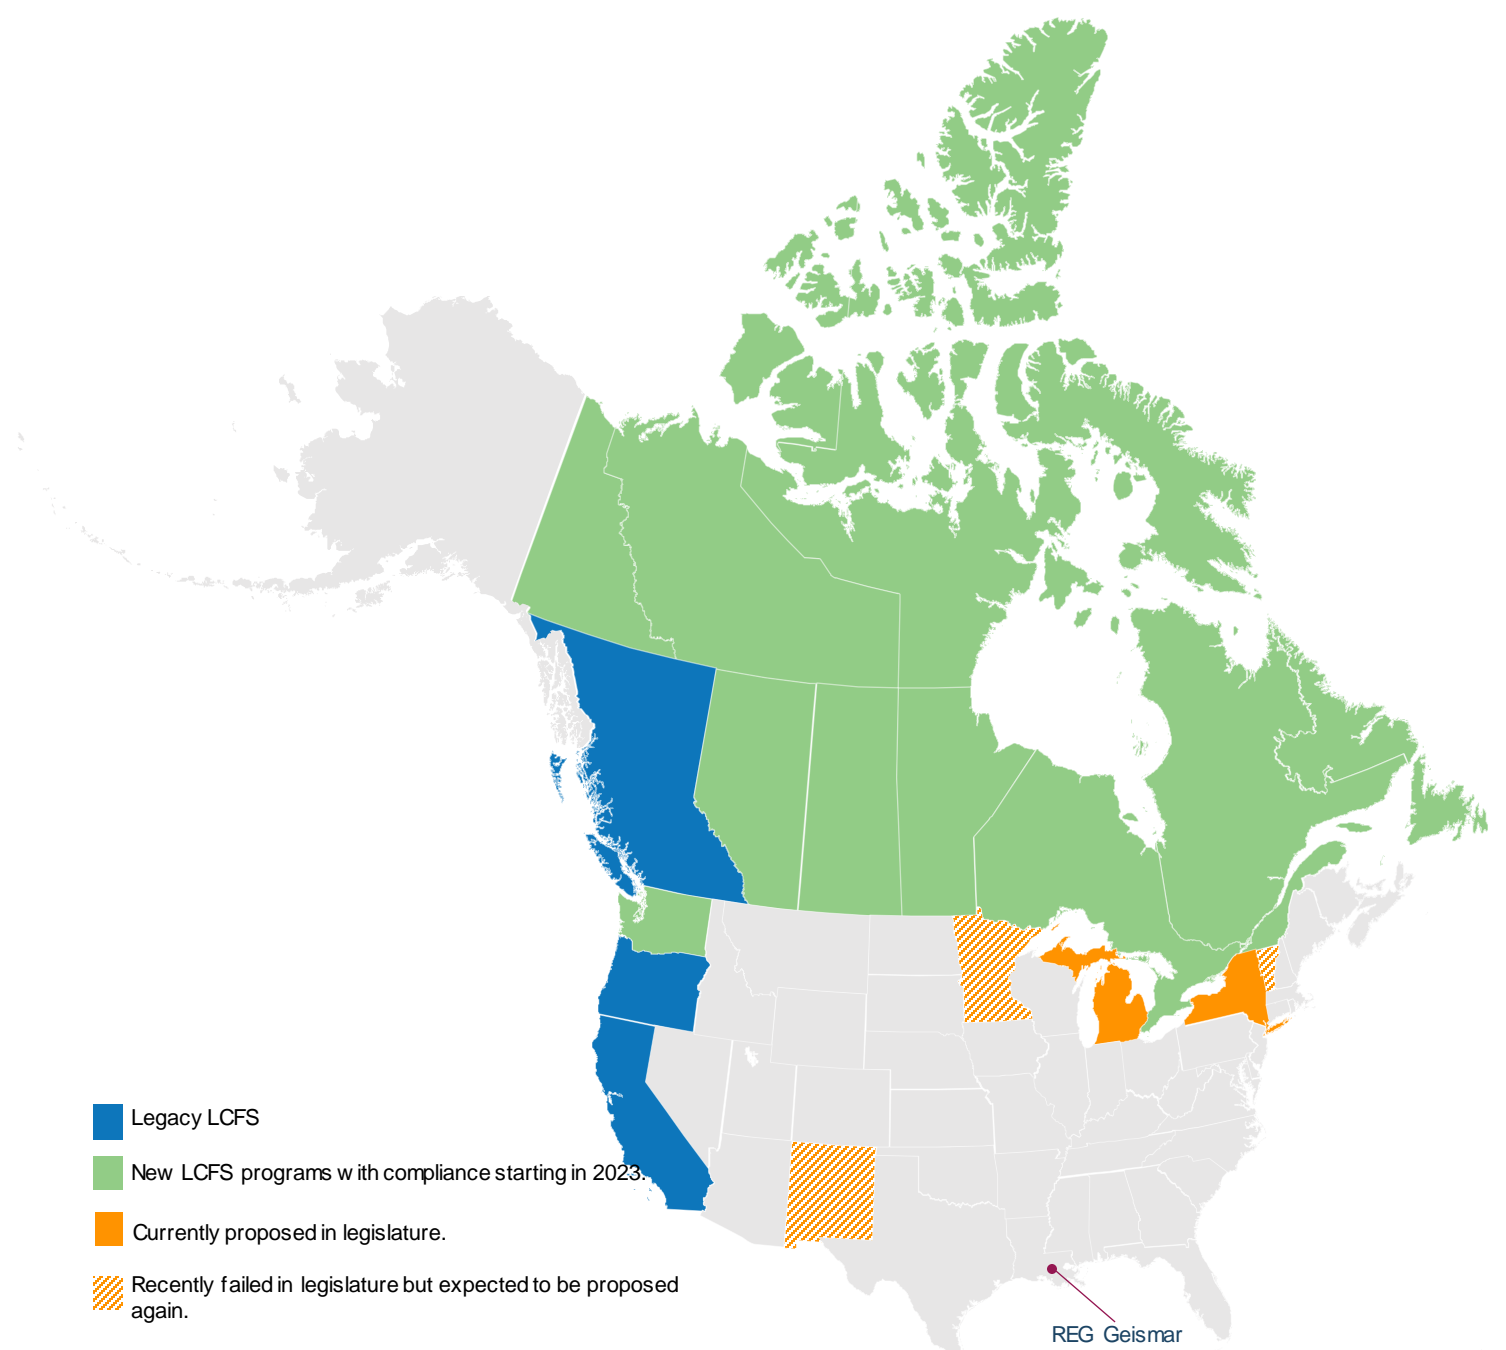 Legacy LCFS
New LCFS programs with compliance starting in 2023.
Currently proposed in legislature.
Recently failed in legislature but expected to be proposed
again.
REG Geismar